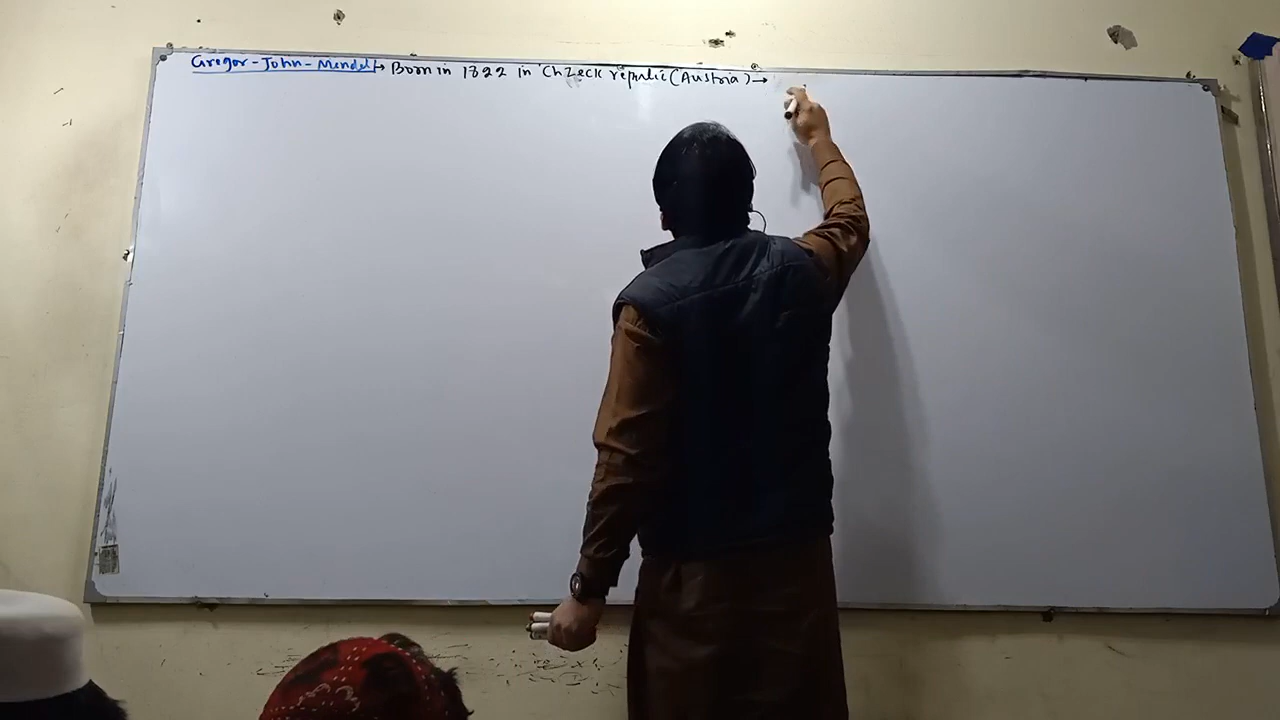 Gregor-John-Mendel→ Born in 1822 in Chzeck republic (Austria) →